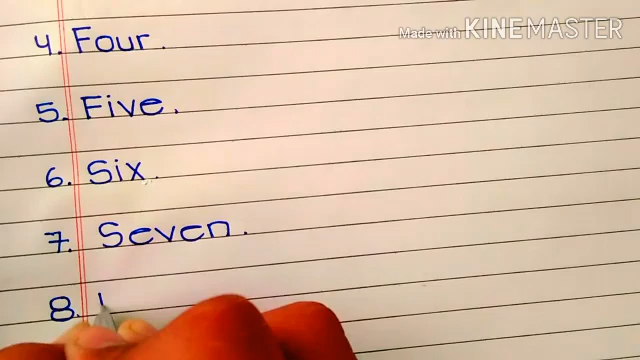 Made with KINEMASTER
4. Four.
5. Five.
6. Six.
7. Seven.
8.